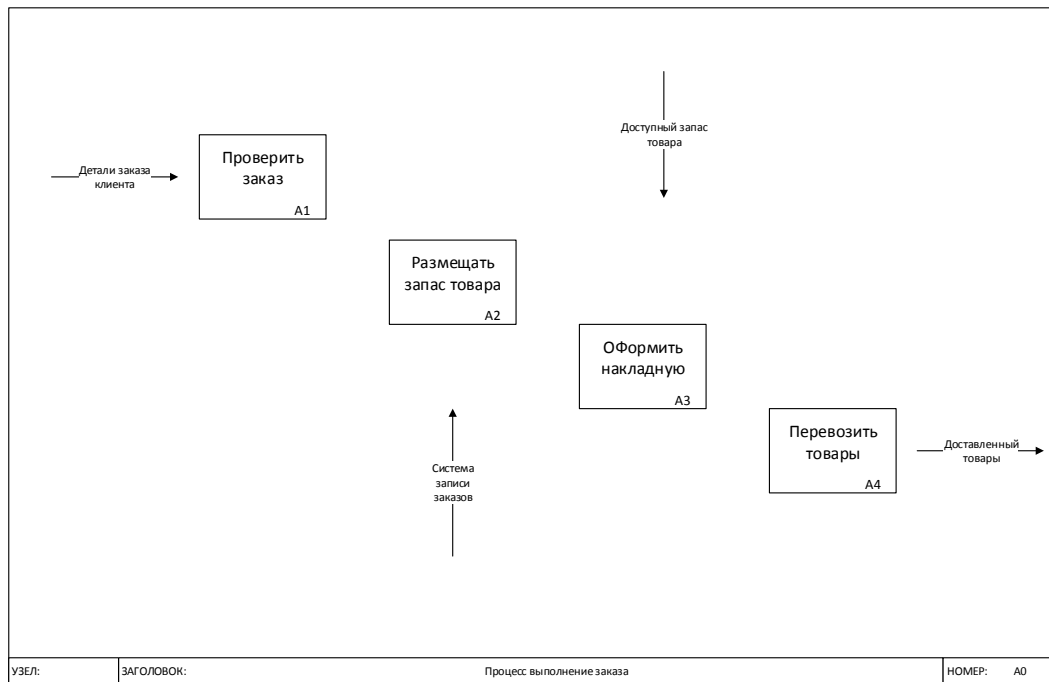 Доступный запас
товара
Детали заказа
клиента
Проверить
заказ
A1
Размещать
запас товара
A2
ОФормить
накладную
A3
Перевозить
товары
A4
Доставленный
товары
Система
записи
заказов
УЗЕЛ:
ЗАГОЛОВОК:
Процесс выполнение заказа
НОМЕР: A0